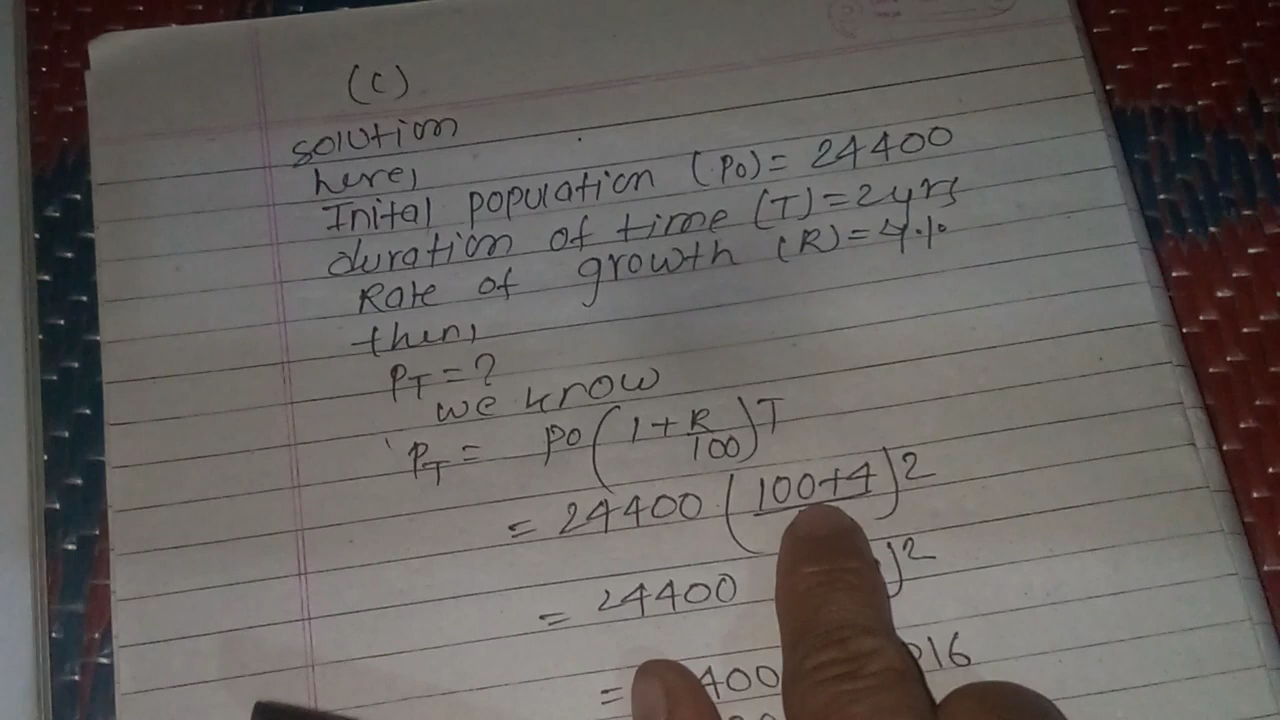 (C)
solution
here,
Inital population (Po) = 24400
duration of time (T) = 2yrs
Rate of growth (R) = 4%
then,
PT = ?
we know
PT = Po(1+R/100)T
= 24400 (100+4)2
= 24400 )2
= 400 16